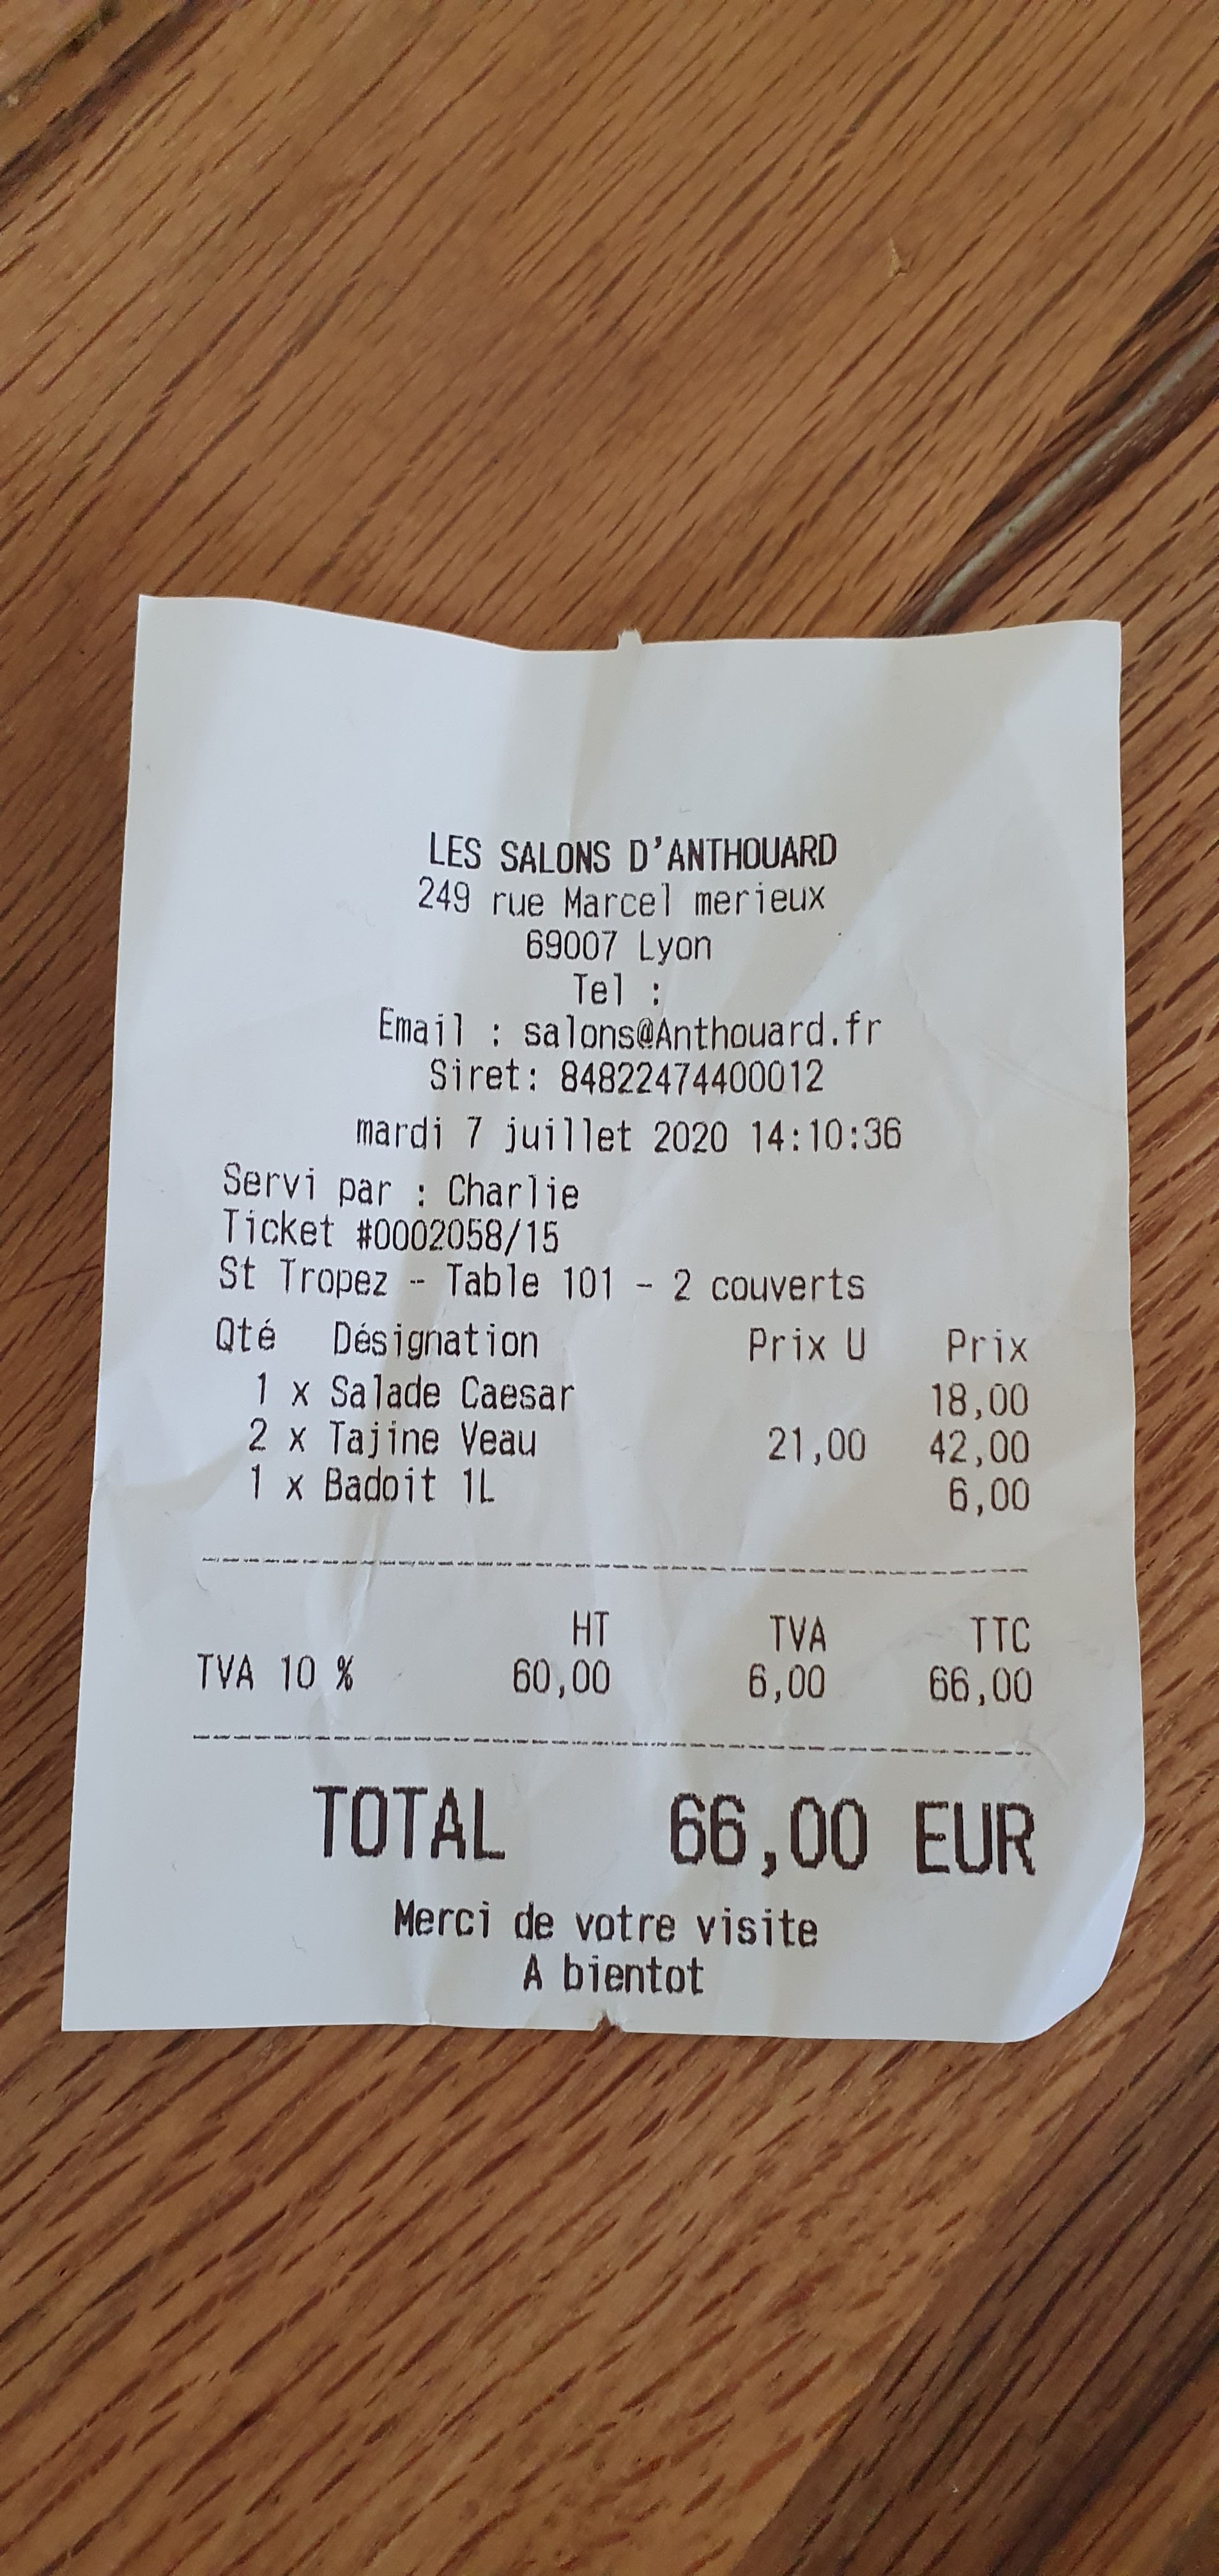 LES SALONS D'ANTHOUARD
249 rue Marcel merieux
69007 Lyon
Tel :
Email : salons@Anthouard.fr
Siret: 84822474400012
mardi 7 juillet 2020 14:10:36
Servi par : Charlie
Ticket #0002058/15
St Tropez - Table 101 - 2 couverts
Qté Désignation Prix U Prix
1 x Salade Caesar 18,00
2 x Tajine Veau 21,00 42,00
1 x Badoit 1L 6,00
HT TVA TTC
TVA 10 % 60,00 6,00 66,00
TOTAL 66,00 EUR
Merci de votre visite
A bientot